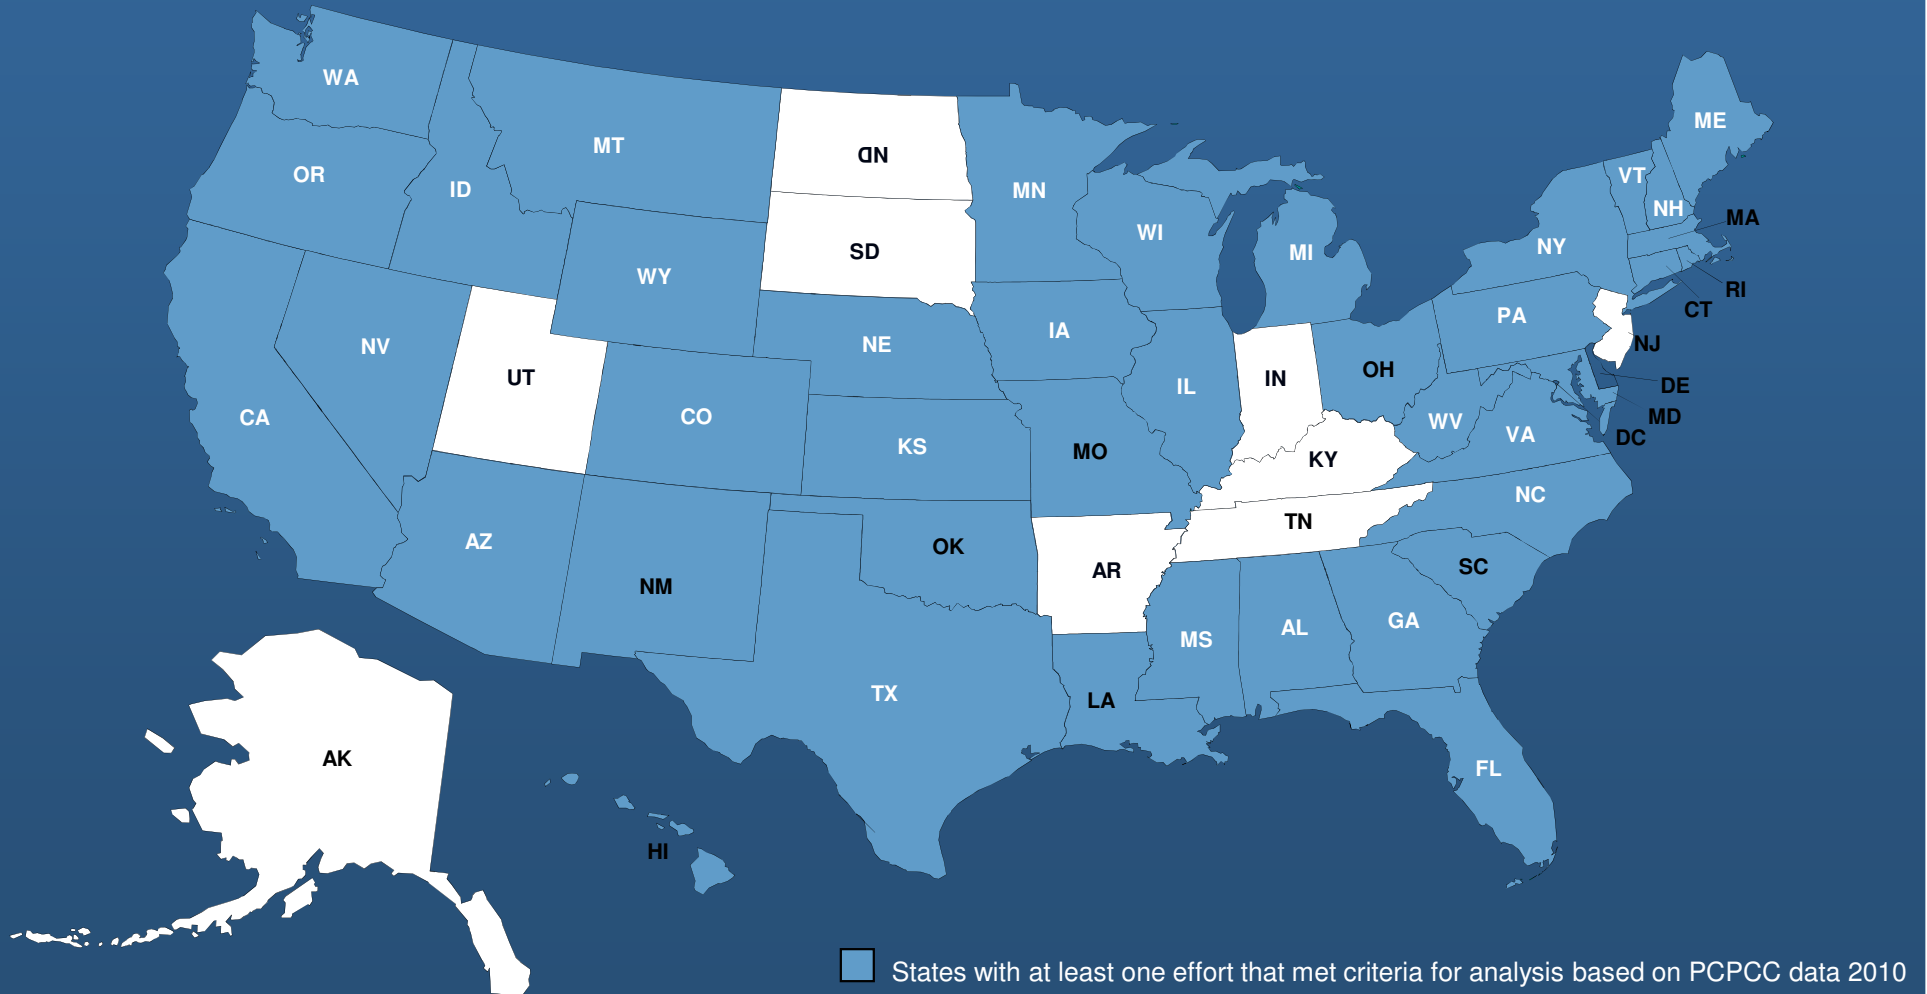 WA
MT
ND
ME
OR
ID
MN
VT
NH
MA
SD
WI
MI
NY
WY
RI
CT
PA
NV
NE
IA
NJ
UT
IL
IN
OH
DE
CA
CO
KS
MO
WV
VA
MD
DC
KY
NC
AZ
OK
TN
NM
AR
SC
MS
AL
GA
TX
LA
AK
FL
HI
States with at least one effort that met criteria for analysis based on PCPCC data 2010